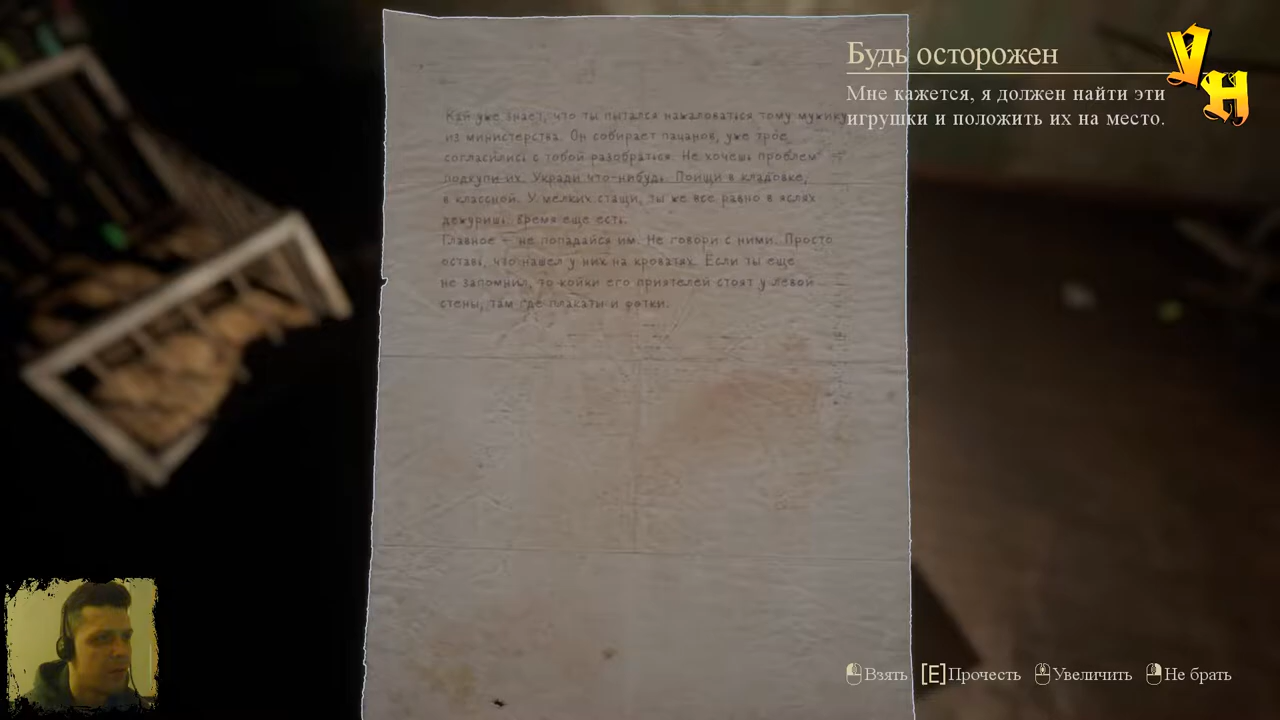 Будь осторожен
Мне кажется, я должен найти эти
игрушки и положить их на место.
УН
Кай уже знает, что ты пытался нажаловаться тому мужику
из министерства. Он собирает пацанов, уже трое
согласились с тобой разобраться. Не хочешь проблем –
подкупи их. Укради что-нибудь. Поищи в кладовке,
в классной. У мелких стащи, ты же все равно в яслях
дежуришь. Время еще есть.
Главное – не попадайся им. Не говори с ними. Просто
оставь, что нашел у них на кроватях. Если ты еще
не запомнил, то койки его приятелей стоят у левой
стены, там где плакаты и фотки.
Взять [E] Прочесть Увеличить Не брать